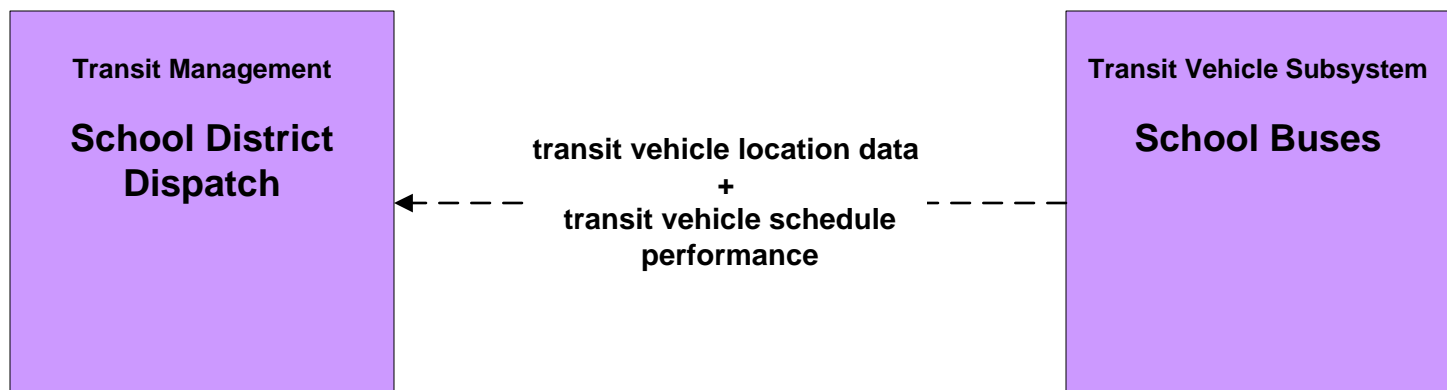 Transit Management
School District
Dispatch
transit vehicle location data
+
transit vehicle schedule
performance
Transit Vehicle Subsystem
School Buses